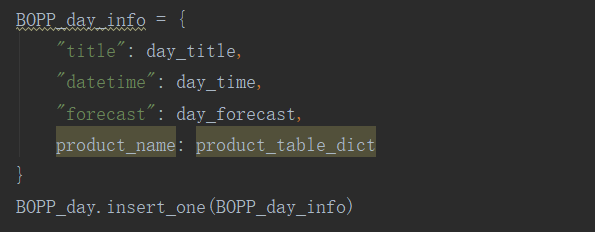 BOPP_day_info = {
    "title": day_title,
    "datetime": day_time,
    "forecast": day_forecast,
    product_name: product_table_dict
}
BOPP_day.insert_one(BOPP_day_info)